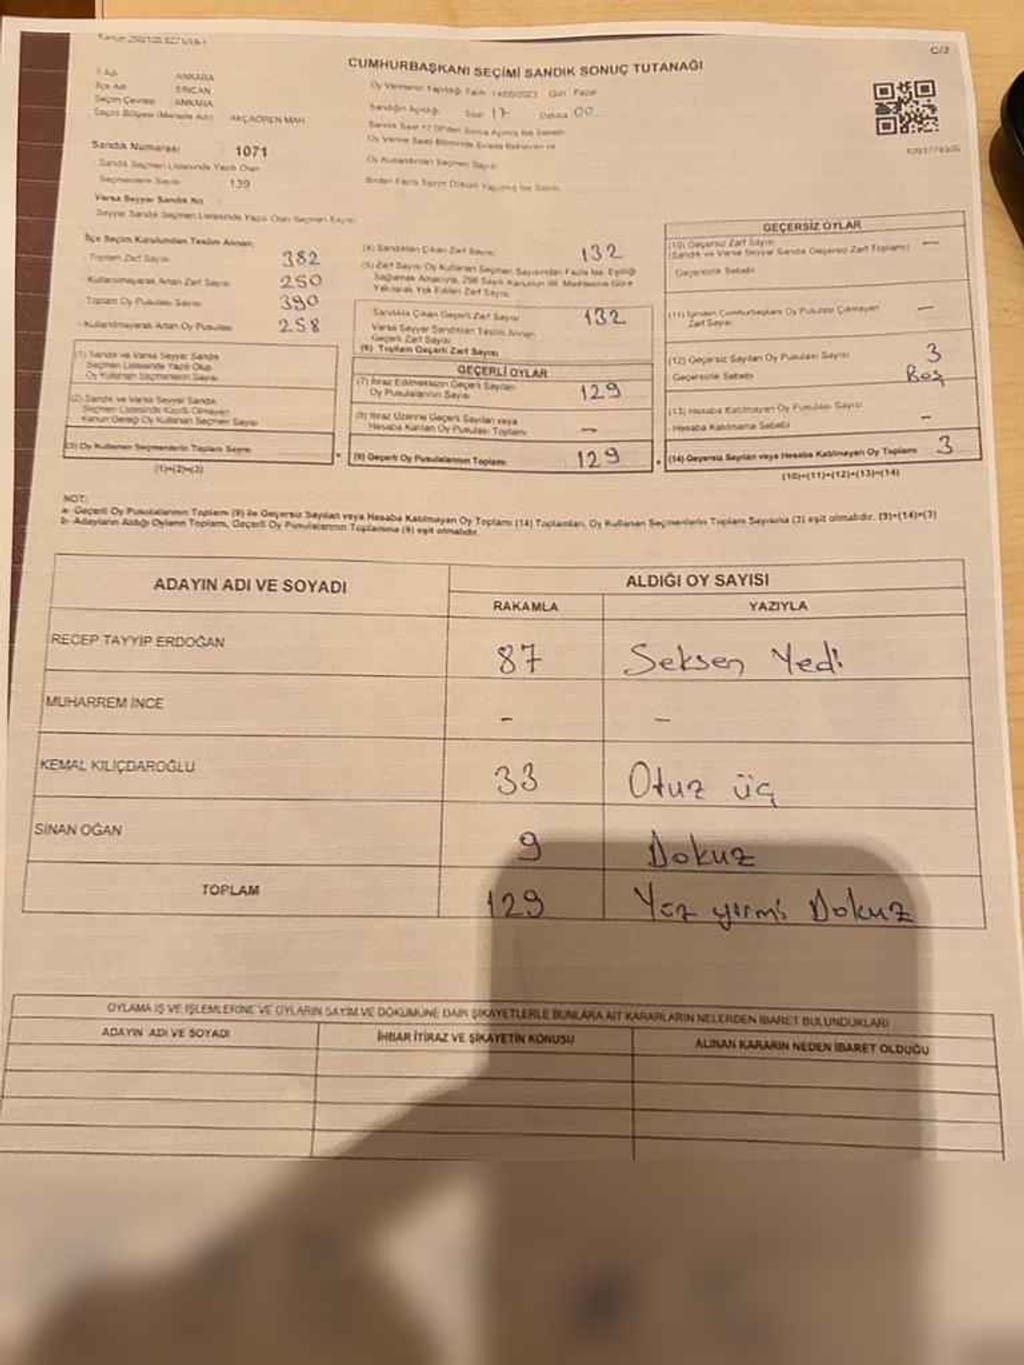 C/2
CUMHURBAŞKANI SEÇİMİ SANDIK SONUÇ TUTANAĞI
Oy Vermenin Yapıldığı Tarih: 14/05/2023 Gün: Pazar
İl Adı ANKARA
İlçe Adı SİNCAN
Seçim Çevresi ANKARA
Seçim Bölgesi (Mahalle Adı) AKÇAÖREN MAH.
Sandığın Açıldığı Saat 17 Dakika 00
Sandık Numarası 1071
Sandık Seçmen Listesinde Yazılı Olan
Seçmenlerin Sayısı 139
Oy Kullandırılan Seçmen Sayısı
Varsa Seyyar Sandık No
Seyyar Sandık Seçmen Listesinde Yazılı Olan Seçmen Sayısı
İlçe Seçim Kurulundan Teslim Alınan;
Toplam Zarf Sayısı 382
Kullanılmayarak Artan Zarf Sayısı 250
Toplam Oy Pusulası Sayısı 390
Kullanılmayarak Artan Oy Pusulası 258
(1) Sandık ve Varsa Seyyar Sandık
Seçmen Listesinde Yazılı Olup
Oy Kullanan Seçmenlerin Sayısı
(2) Sandık ve Varsa Seyyar Sandık
Seçmen Listesinde Kayıtlı Olmayan
Kanun Gereği Oy Kullanan Seçmen Sayısı
(3) Oy Kullanan Seçmenlerin Toplam Sayısı
(1)+(2)=(3)
(4) Sandıktan Çıkan Zarf Sayısı 132
(5) Zarf Sayısı Oy Kullanan Seçmen Sayısından Fazla İse, Eşitliği
Sağlamak Amacıyla, 298 Sayılı Kanunun 98. Maddesine Göre
Yakılarak Yok Edilen Zarf Sayısı
Sandıkta Çıkan Geçerli Zarf Sayısı 132
Varsa Seyyar Sandıktan Teslim Alınan
Geçerli Zarf Sayısı
(6) Toplam Geçerli Zarf Sayısı
GEÇERLİ OYLAR
(7) İtiraz Edilmeksizin Geçerli Sayılan
Oy Pusulalarının Sayısı 129
(8) İtiraz Üzerine Geçerli Sayılan veya
Hesaba Katılan Oy Pusulası Toplamı –
(9) Geçerli Oy Pusulalarının Toplamı 129
GEÇERSİZ OYLAR
(10) Geçersiz Zarf Sayısı –
(Sandık ve Varsa Seyyar Sandık Geçersiz Zarf Toplamı)
Geçersizlik Sebebi
(11) İçinden Cumhurbaşkanı Oy Pusulası Çıkmayan –
Zarf Sayısı
(12) Geçersiz Sayılan Oy Pusulası Sayısı 3
Geçersizlik Sebebi Boş
(13) Hesaba Katılmayan Oy Pusulası Sayısı –
Hesaba Katılmama Sebebi
(14) Geçersiz Sayılan veya Hesaba Katılmayan Oy Toplamı 3
(10)+(11)+(12)+(13)=(14)
NOT:
a- Geçerli Oy Pusulalarının Toplamı (9) ile Geçersiz Sayılan veya Hesaba Katılmayan Oy Toplamı (14) Toplamları, Oy Kullanan Seçmenlerin Toplam Sayısına (3) eşit olmalıdır. (9)+(14)=(3)
b- Adayların Aldığı Oyların Toplamı, Geçerli Oy Pusulalarının Toplamına (9) eşit olmalıdır.
ADAYIN ADI VE SOYADI ALDIĞI OY SAYISI
RAKAMLA YAZIYLA
RECEP TAYYİP ERDOĞAN 87 Seksen Yedi
MUHARREM İNCE - –
KEMAL KILIÇDAROĞLU 33 Otuz üç
SİNAN OĞAN 9 Dokuz
TOPLAM 129 Yüz yirmi Dokuz
OYLAMA İŞ VE İŞLEMLERİNE VE OYLARIN SAYIM VE DÖKÜMÜNE DAİR ŞİKAYETLERLE BUNLARA AİT KARARLARIN NELERDEN İBARET BULUNDUKLARI
ADAYIN ADI VE SOYADI İHBAR İTİRAZ VE ŞİKAYETİN KONUSU ALINAN KARARIN NEDEN İBARET OLDUĞU